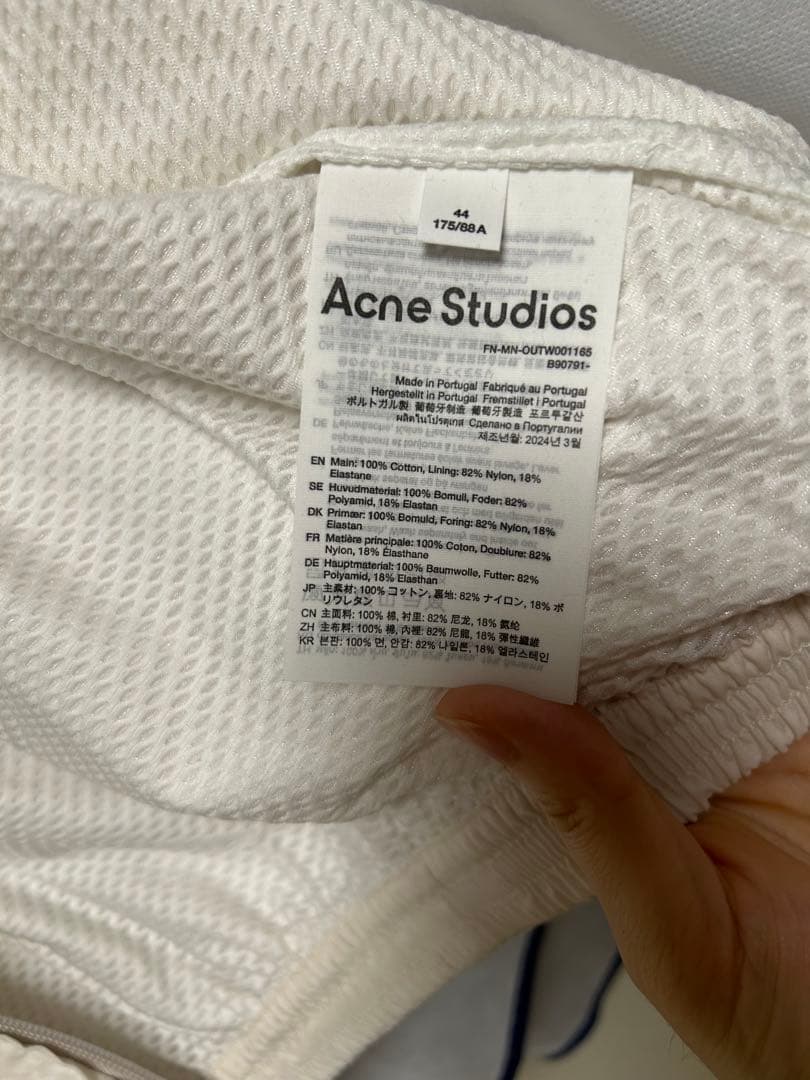 44
175/88A
Acne Studios
FN-MN-OUTW001165
B90791-
Made in Portugal Fabriqué au Portugal
Hergestellt in Portugal Fremstillet i Portugal
ポルトガル製 葡萄牙制造 葡萄牙製造 포르투갈산
ผลิตในโปรตุเกส Сделано в Португалии
제조년월: 2024년 3월
EN Main: 100% Cotton, Lining: 82% Nylon, 18%
Elastane
SE Huvudmaterial: 100% Bomull, Foder: 82%
Polyamid, 18% Elastan
DK Primær: 100% Bomuld, Foring: 82% Nylon, 18%
Elastan
FR Matière principale: 100% Coton, Doublure: 82%
Nylon, 18% Élasthane
DE Hauptmaterial: 100% Baumwolle, Futter: 82%
Polyamid, 18% Elasthan
JP 主素材: 100% コットン, 裏地: 82% ナイロン, 18% ポ
リウレタン
CN 主面料: 100% 棉, 衬里: 82% 尼龙, 18% 氨纶
ZH 主布料: 100% 棉, 內裡: 82% 尼龍, 18% 彈性纖維
KR 본판: 100% 면, 안감: 82% 나일론, 18% 엘라스테인